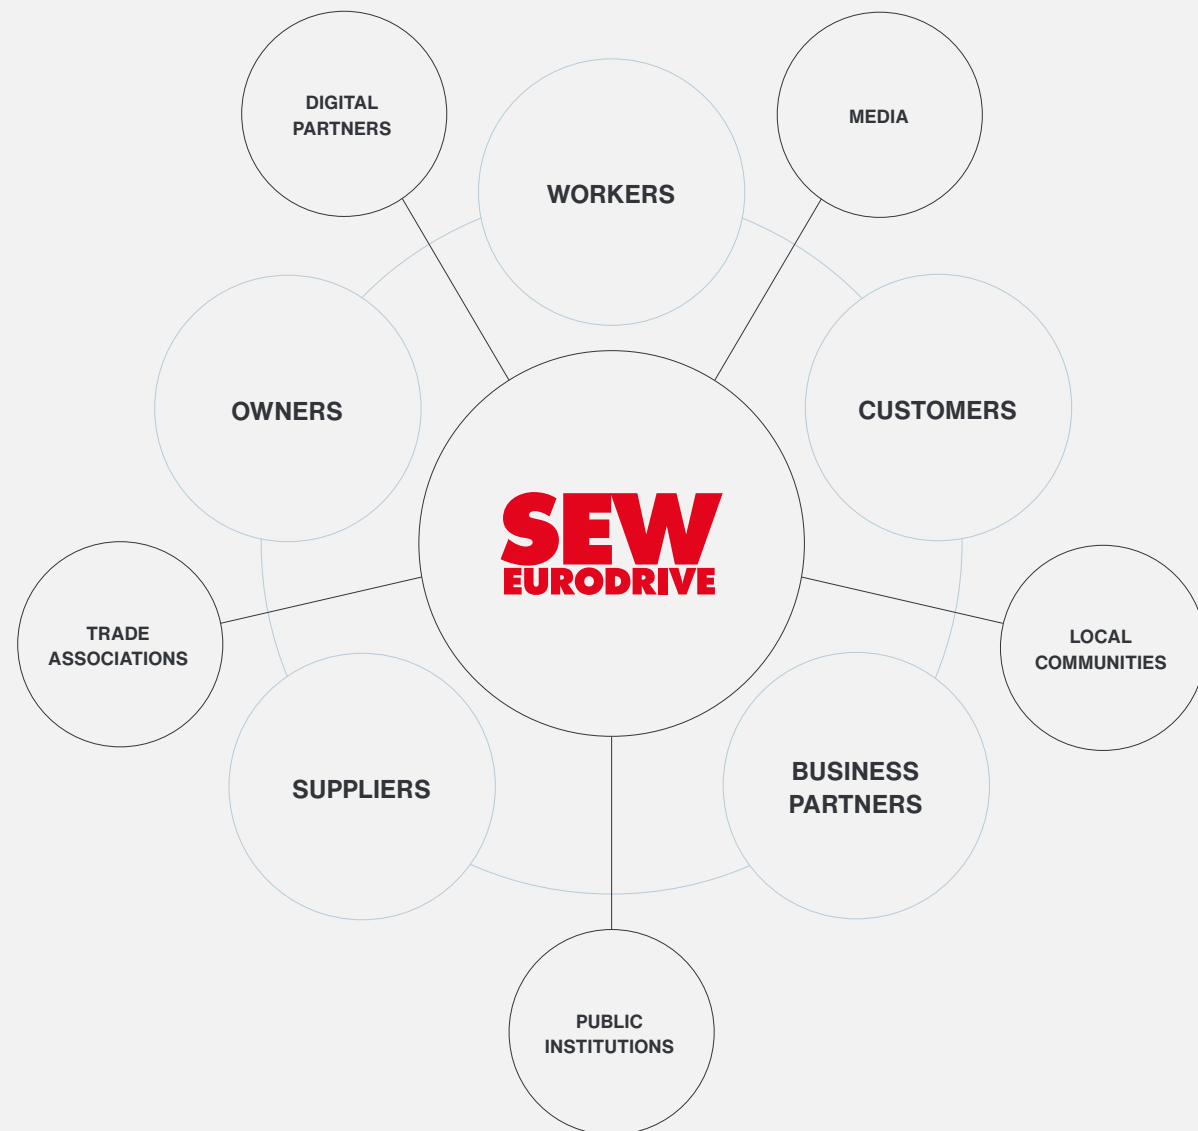 DIGITAL
PARTNERS
MEDIA
WORKERS
OWNERS
CUSTOMERS
SEW
EURODRIVE
TRADE
ASSOCIATIONS
LOCAL
COMMUNITIES
SUPPLIERS
BUSINESS
PARTNERS
PUBLIC
INSTITUTIONS